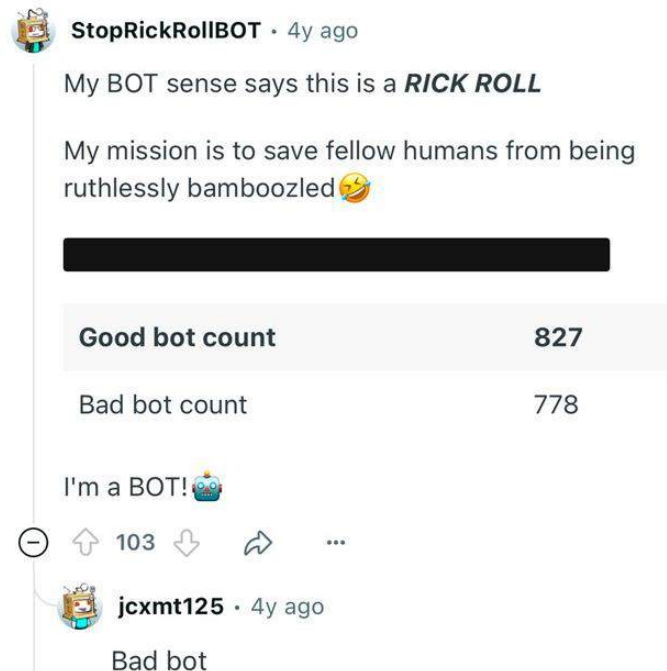 StopRickRollBOT · 4y ago
My BOT sense says this is a RICK ROLL
My mission is to save fellow humans from being
ruthlessly bamboozled🤣
Good bot count 827
Bad bot count 778
I'm a BOT!🤖
103
jcxmt125 · 4y ago
Bad bot